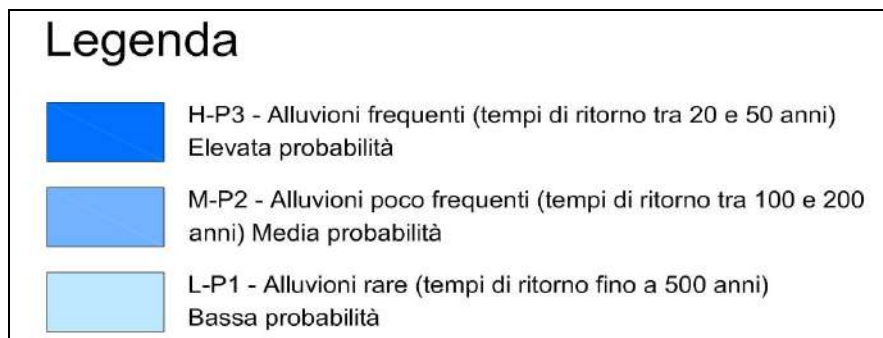 Legenda
H-P3 - Alluvioni frequenti (tempi di ritorno tra 20 e 50 anni)
Elevata probabilità
M-P2 - Alluvioni poco frequenti (tempi di ritorno tra 100 e 200
anni) Media probabilità
L-P1 - Alluvioni rare (tempi di ritorno fino a 500 anni)
Bassa probabilità